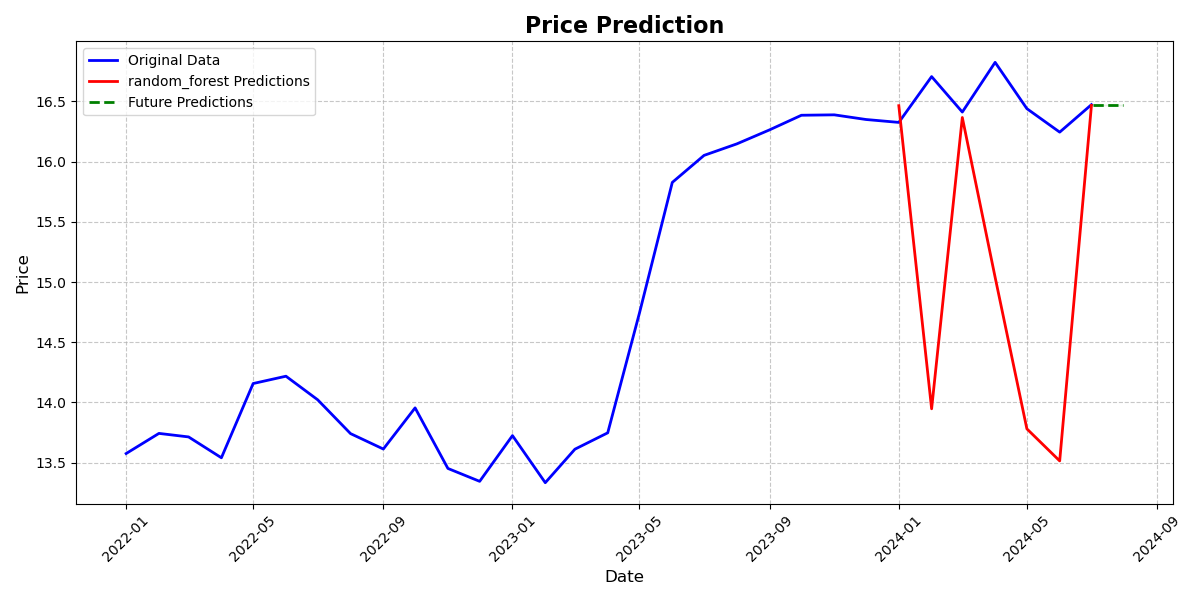 Price Prediction
Original Data
random_forest Predictions
Future Predictions
Price
16.5
16.0
15.5
15.0
14.5
14.0
13.5
2022-01
2022-05
2022-09
2023-01
2023-05
2023-09
2024-01
2024-05
2024-09
Date